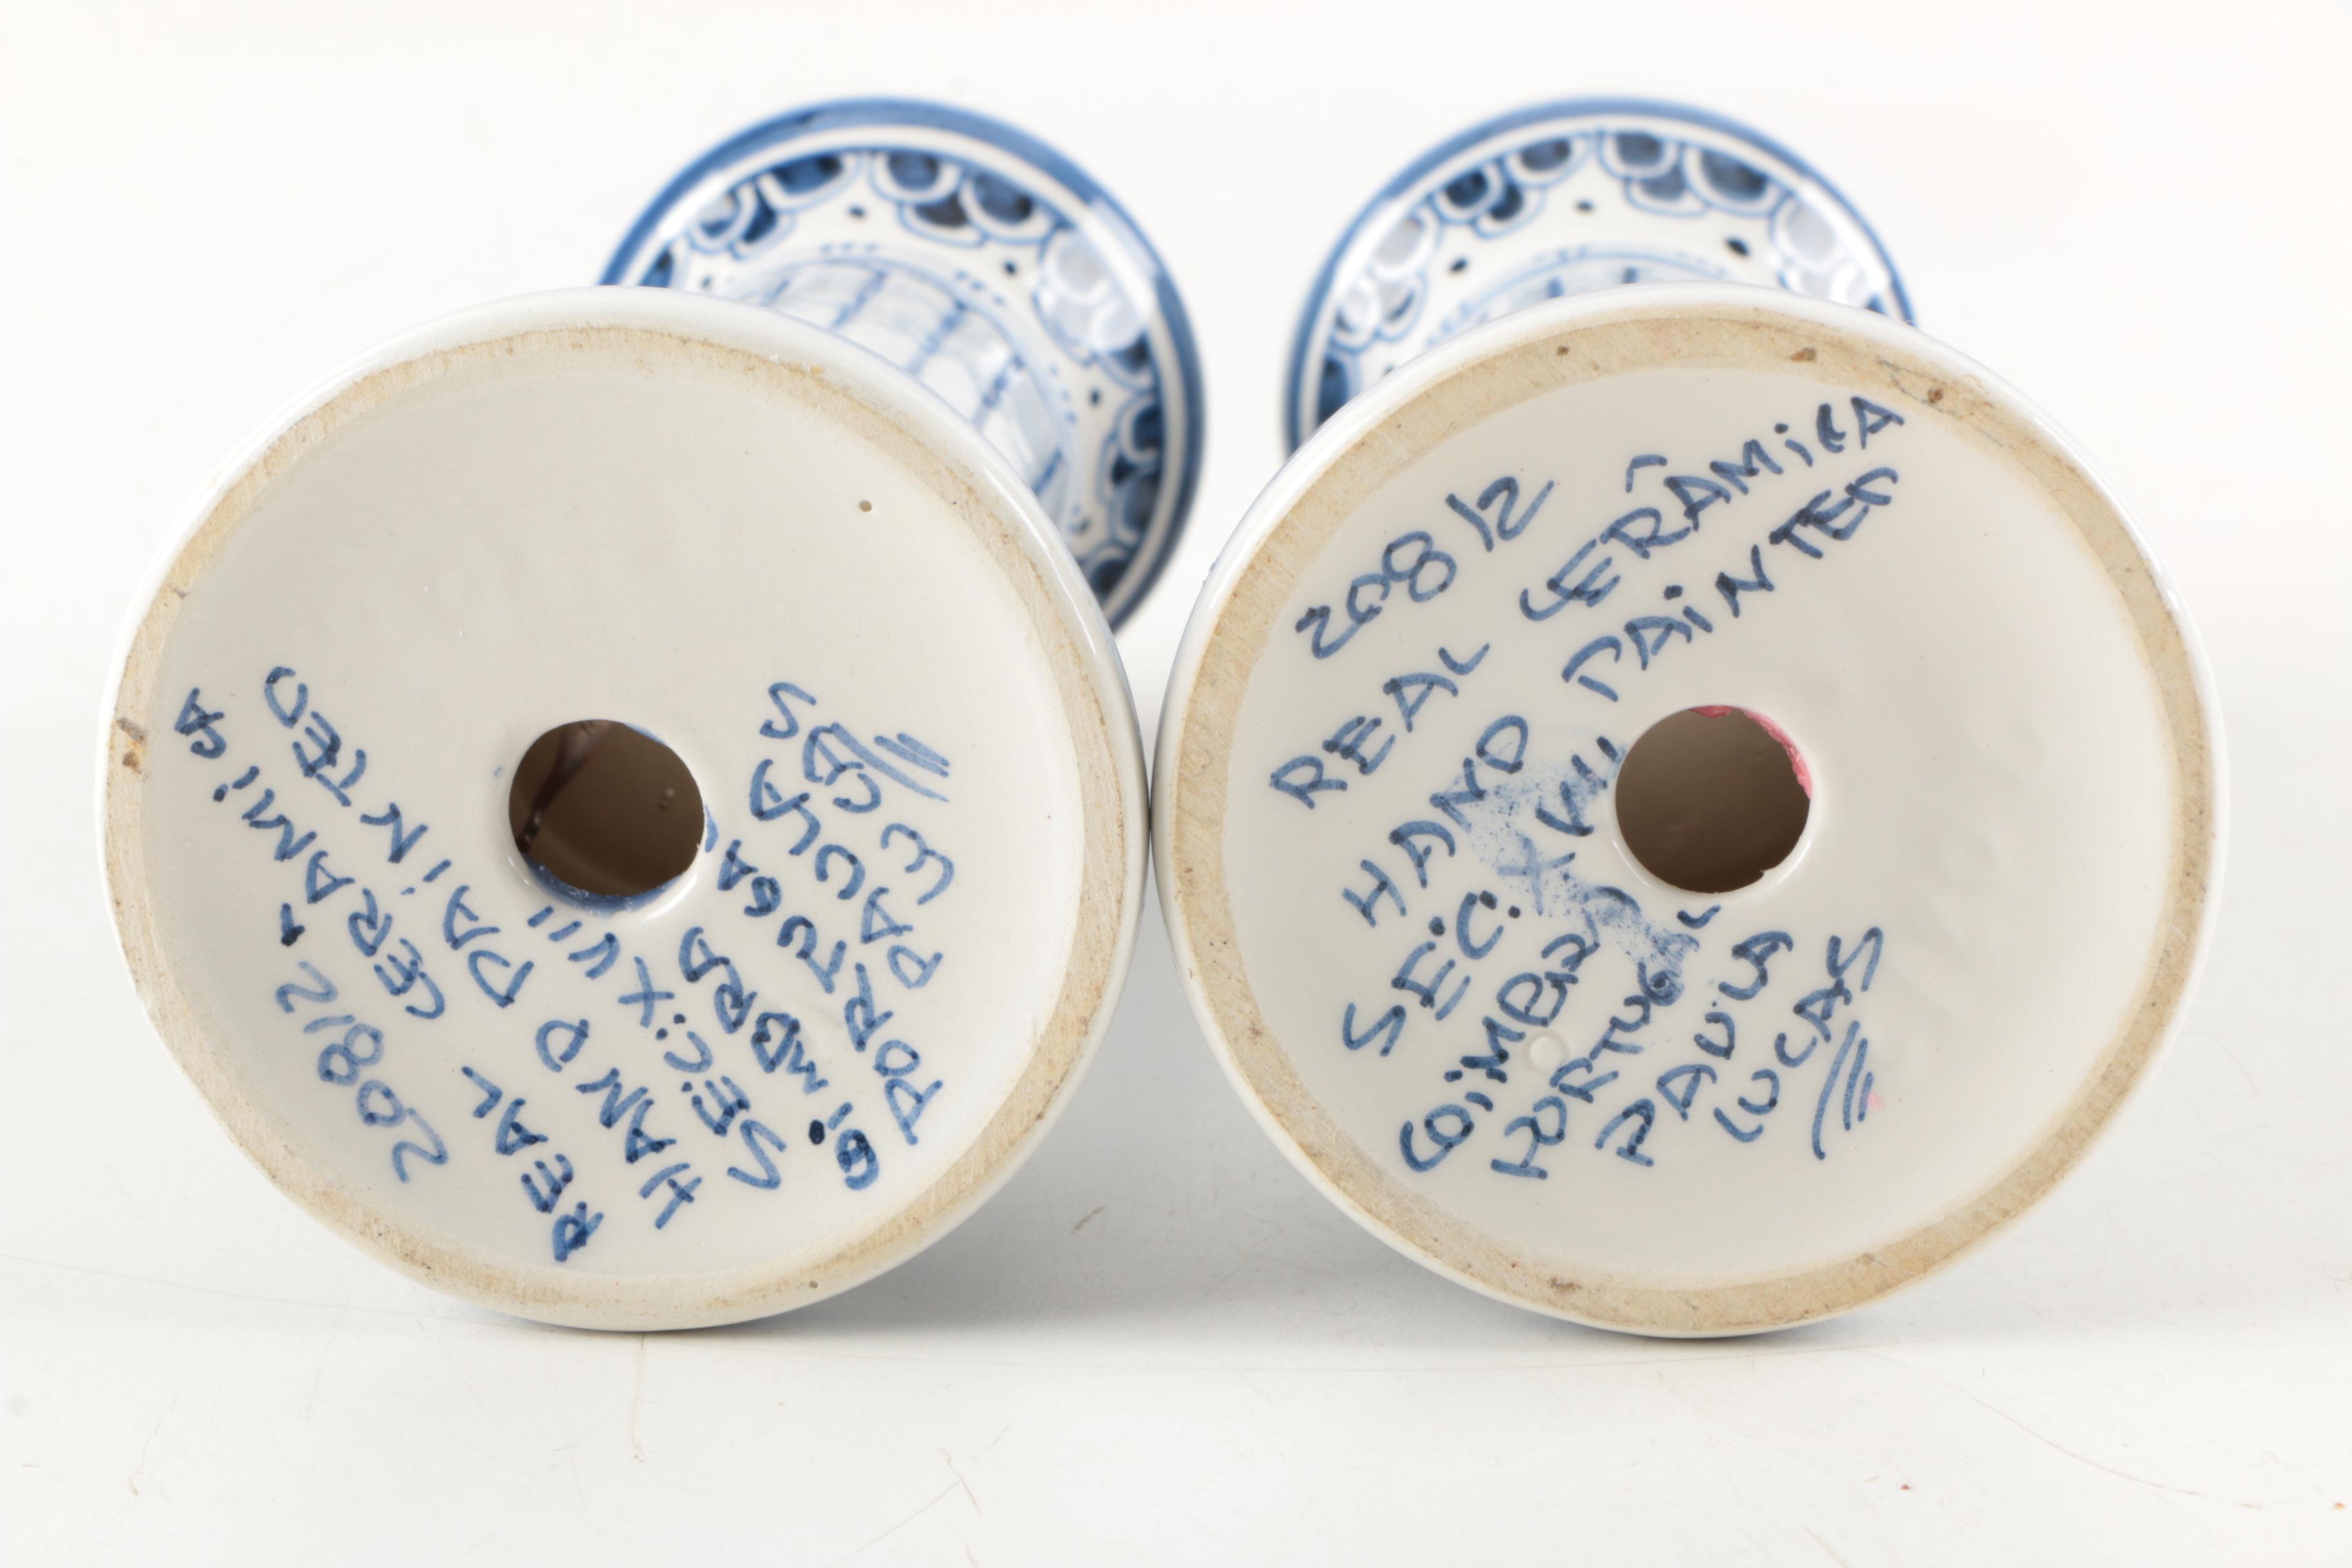 208/2
REAL CERAMiCA
HAND PAiNTED
SEC: XVII
COiMBRA
PORTUGAL
PAULA
LUCAS
208/2
REAL CERÂMiCA
HAND PAiNTED
SEC: XVII
COiMBRA
PORTUGAL
PAULA
LUCAS